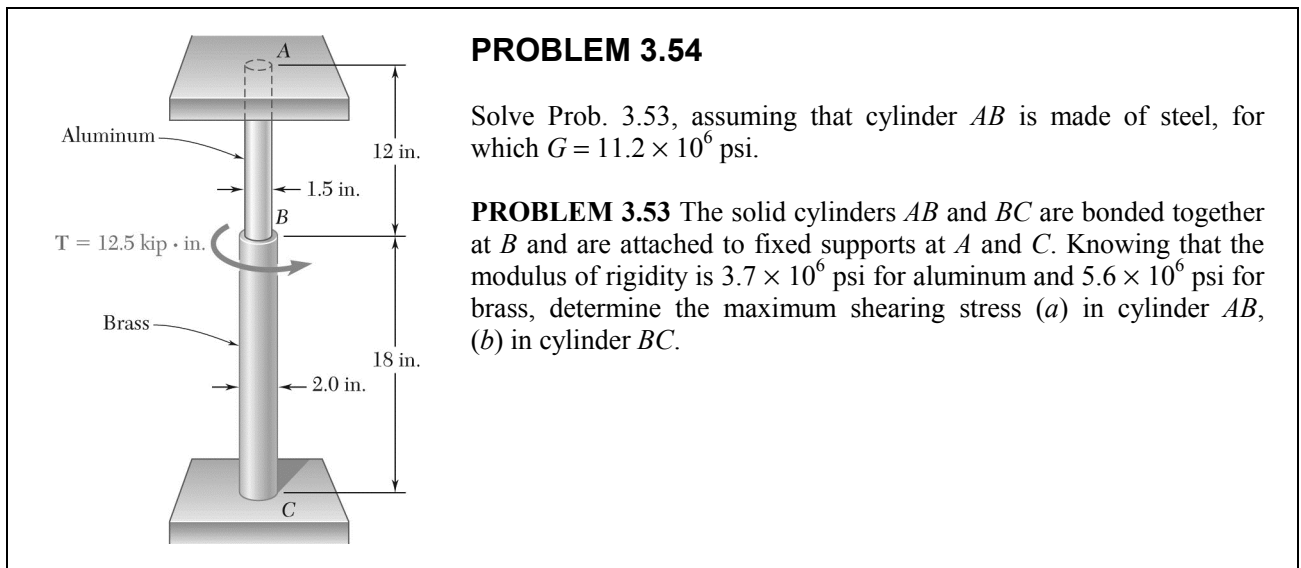 PROBLEM 3.54
Solve Prob. 3.53, assuming that cylinder AB is made of steel, for
which G = 11.2 × 10⁶ psi.
PROBLEM 3.53 The solid cylinders AB and BC are bonded together
at B and are attached to fixed supports at A and C. Knowing that the
modulus of rigidity is 3.7 × 10⁶ psi for aluminum and 5.6 × 10⁶ psi for
brass, determine the maximum shearing stress (a) in cylinder AB,
(b) in cylinder BC.
A
Aluminum
12 in.
1.5 in.
B
T = 12.5 kip · in.
Brass
18 in.
2.0 in.
C